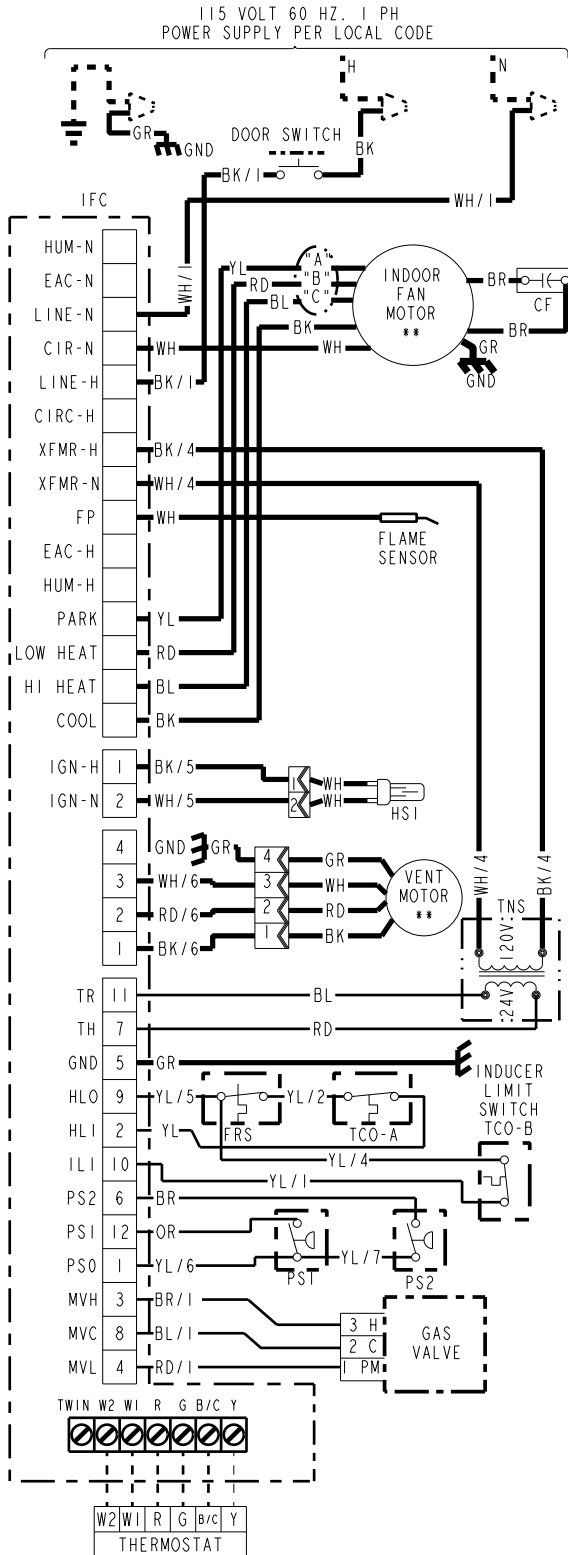 115 VOLT 60 HZ. 1 PH
POWER SUPPLY PER LOCAL CODE
H
N
GR
GND
DOOR SWITCH
BK
BK/1
WH/1
IFC
HUM-N
EAC-N
LINE-N
WH/1
CIR-N WH WH
LINE-H BK/1
CIRC-H
XFMR-H BK/4
XFMR-N WH/4
FP WH
FLAME
SENSOR
EAC-H
HUM-H
PARK YL
LOW HEAT RD
HI HEAT BL
COOL BK
YL "A"
RD "B"
BL "C"
BK
INDOOR
FAN
MOTOR
**
BR
CF
BR
GR
GND
IGN-H 1 BK/5 1 WH
IGN-N 2 WH/5 2 WH
HSI
4 GND GR 4 GR
3 WH/6 3 WH
2 RD/6 2 RD
1 BK/6 1 BK
VENT
MOTOR
**
WH/4
BK/4
TNS
120V
24V
TR 11 BL
TH 7 RD
GND 5 GR
HLO 9 YL/5 FRS YL/2 TCO-A
HLI 2 YL
YL/4
INDUCER
LIMIT
SWITCH
TCO-B
ILI 10 YL/1
PS2 6 BR
PS1 12 OR
PSO 1 YL/6 PS1 YL/7 PS2
MVH 3 BR/1 3 H
MVC 8 BL/1 2 C
MVL 4 RD/1 1 PM
GAS
VALVE
TWIN W2 W1 R G B/C Y
W2 W1 R G B/C Y
THERMOSTAT